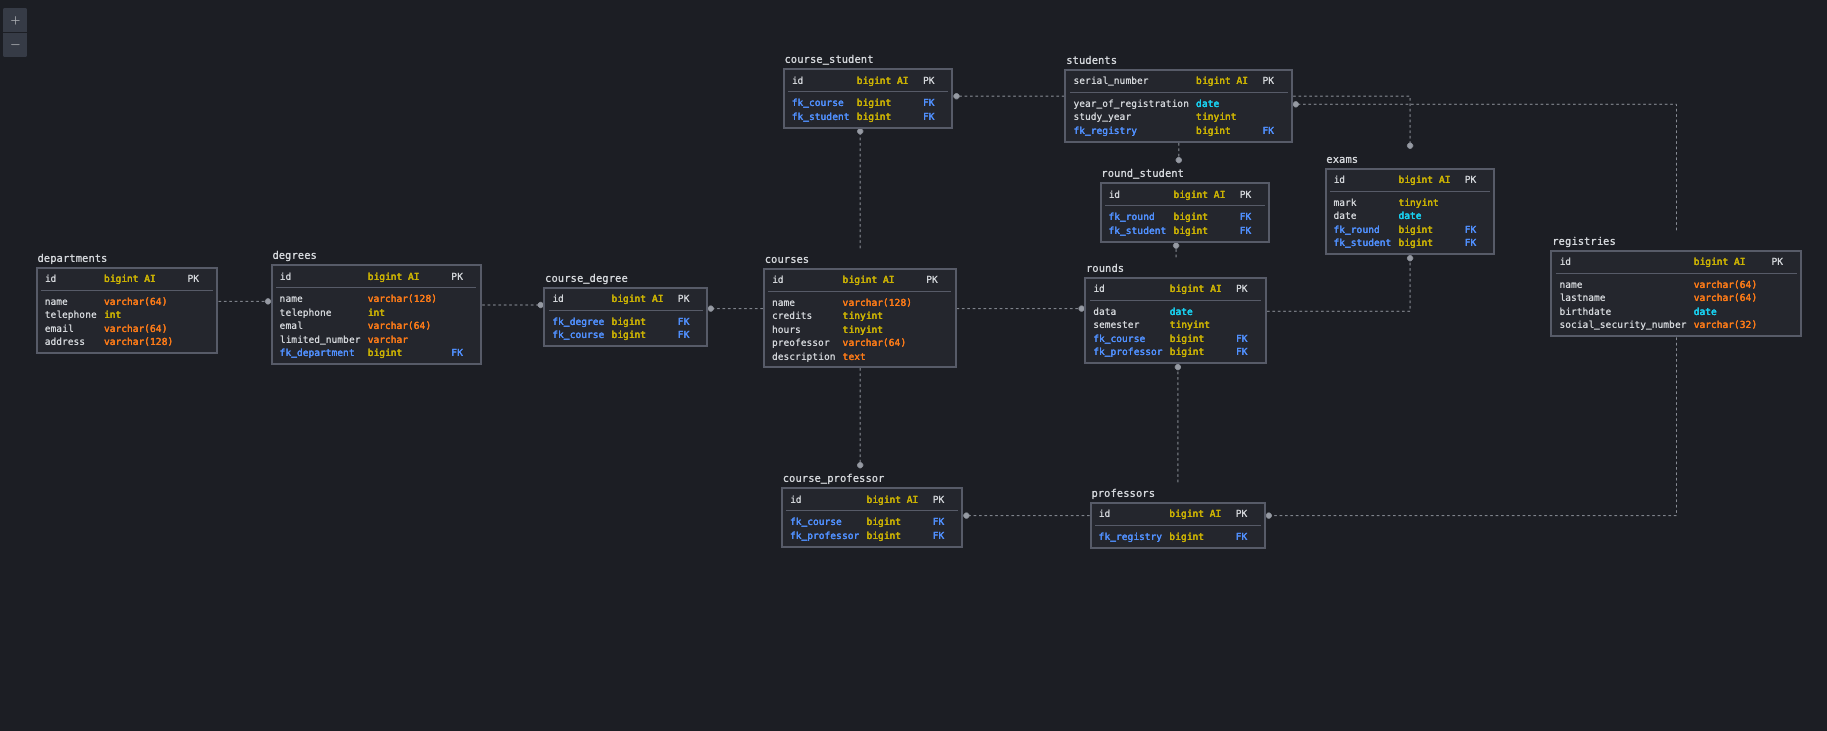 +
−
course_student
id bigint AI PK
fk_course bigint FK
fk_student bigint FK
students
serial_number bigint AI PK
year_of_registration date
study_year tinyint
fk_registry bigint FK
round_student
id bigint AI PK
fk_round bigint FK
fk_student bigint FK
exams
id bigint AI PK
mark tinyint
date date
fk_round bigint FK
fk_student bigint FK
departments
id bigint AI PK
name varchar(64)
telephone int
email varchar(64)
address varchar(128)
degrees
id bigint AI PK
name varchar(128)
telephone int
emal varchar(64)
limited_number varchar
fk_department bigint FK
course_degree
id bigint AI PK
fk_degree bigint FK
fk_course bigint FK
courses
id bigint AI PK
name varchar(128)
credits tinyint
hours tinyint
preofessor varchar(64)
description text
rounds
id bigint AI PK
data date
semester tinyint
fk_course bigint FK
fk_professor bigint FK
registries
id bigint AI PK
name varchar(64)
lastname varchar(64)
birthdate date
social_security_number varchar(32)
course_professor
id bigint AI PK
fk_course bigint FK
fk_professor bigint FK
professors
id bigint AI PK
fk_registry bigint FK